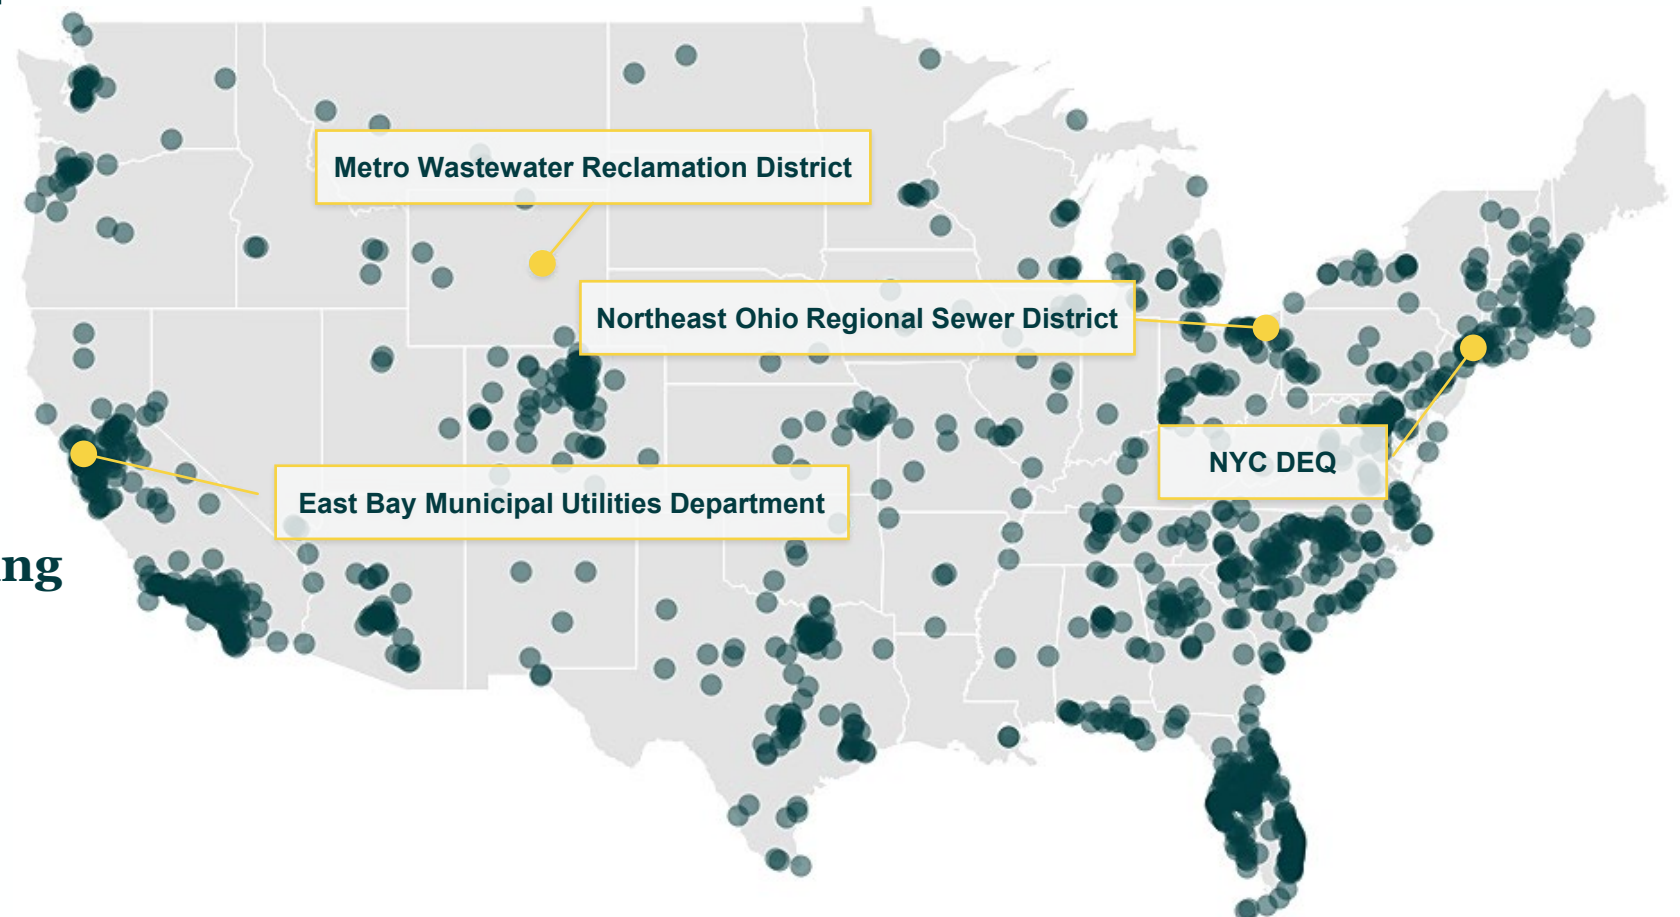 Metro Wastewater Reclamation District
Northeast Ohio Regional Sewer District
NYC DEQ
East Bay Municipal Utilities Department
ng